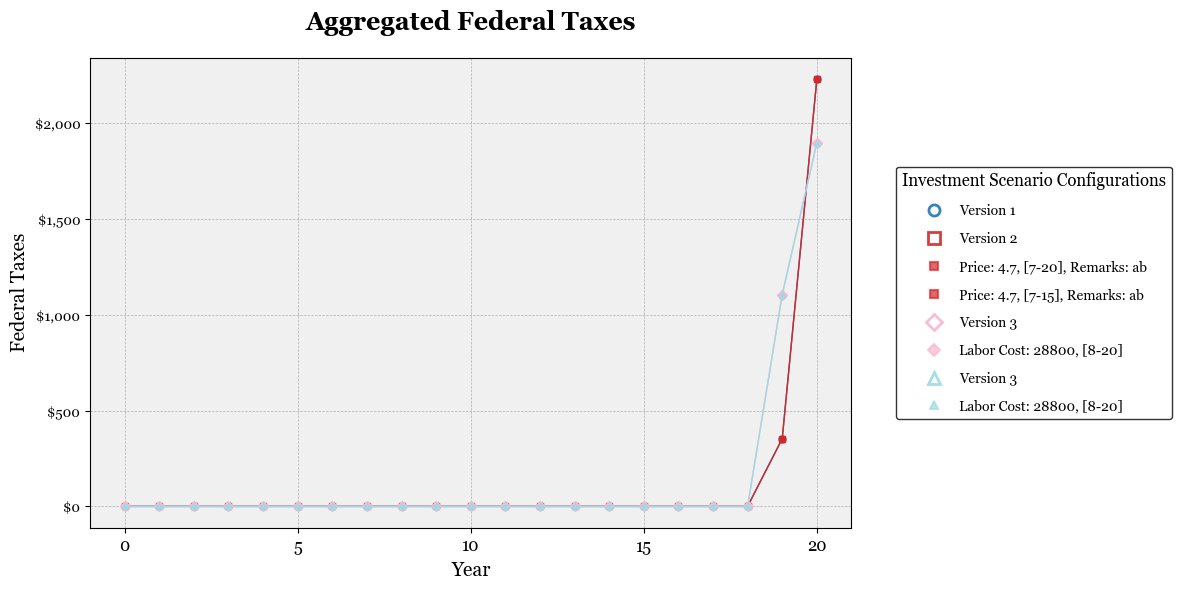 Aggregated Federal Taxes
$2,000
$1,500
$1,000
$500
$0
Federal Taxes
0 5 10 15 20
Year
Investment Scenario Configurations
Version 1
Version 2
Price: 4.7, [7-20], Remarks: ab
Price: 4.7, [7-15], Remarks: ab
Version 3
Labor Cost: 28800, [8-20]
Version 3
Labor Cost: 28800, [8-20]